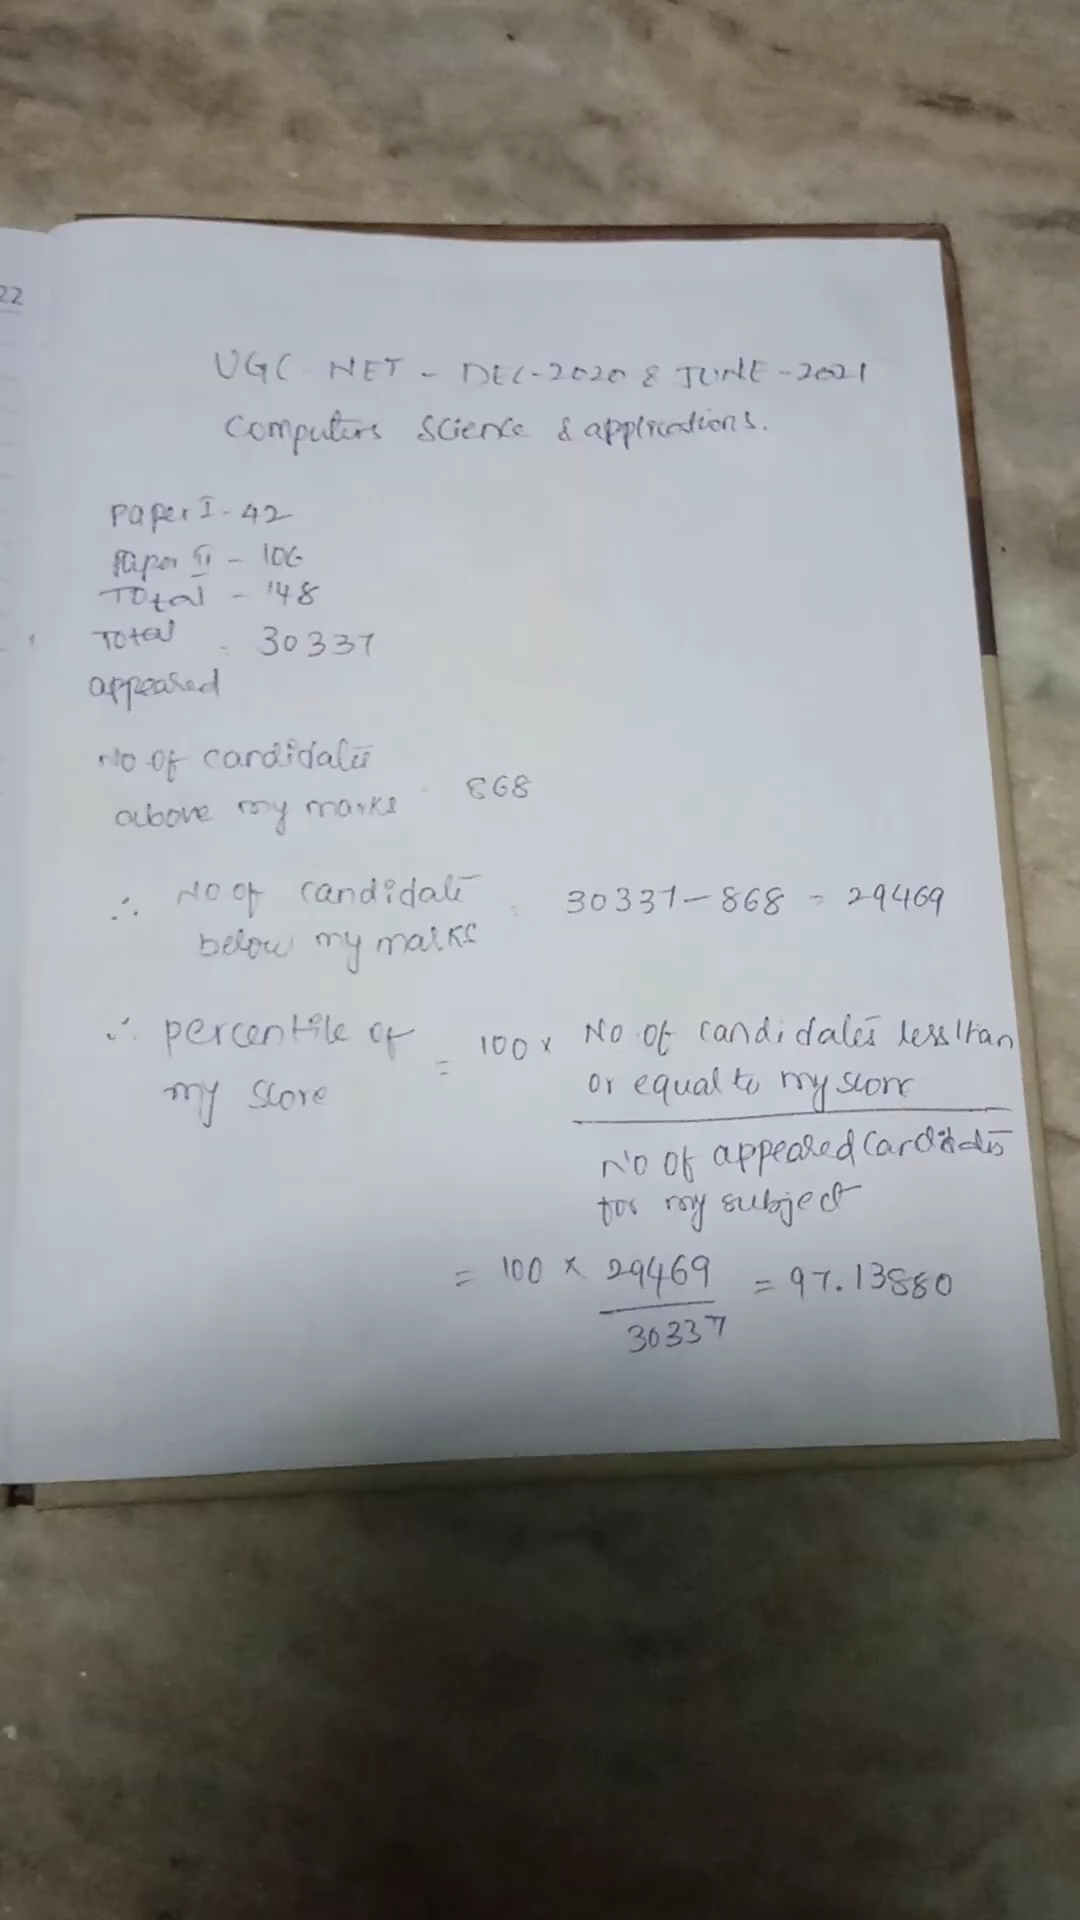 22
UGC NET - DEC-2020 & JUNE-2021
Computers Science & applications.
Paper I - 42
Paper II - 106
Total - 148
Total : 30337
appeared
No of candidates
above my marks - 868
∴ No of candidate
below my marks = 30337-868 = 29469
∴ percentile of
my score = 100 × No of candidates less than
or equal to my score
No of appeared candidates
for my subject
= 100 × 29469 = 97.13880
30337